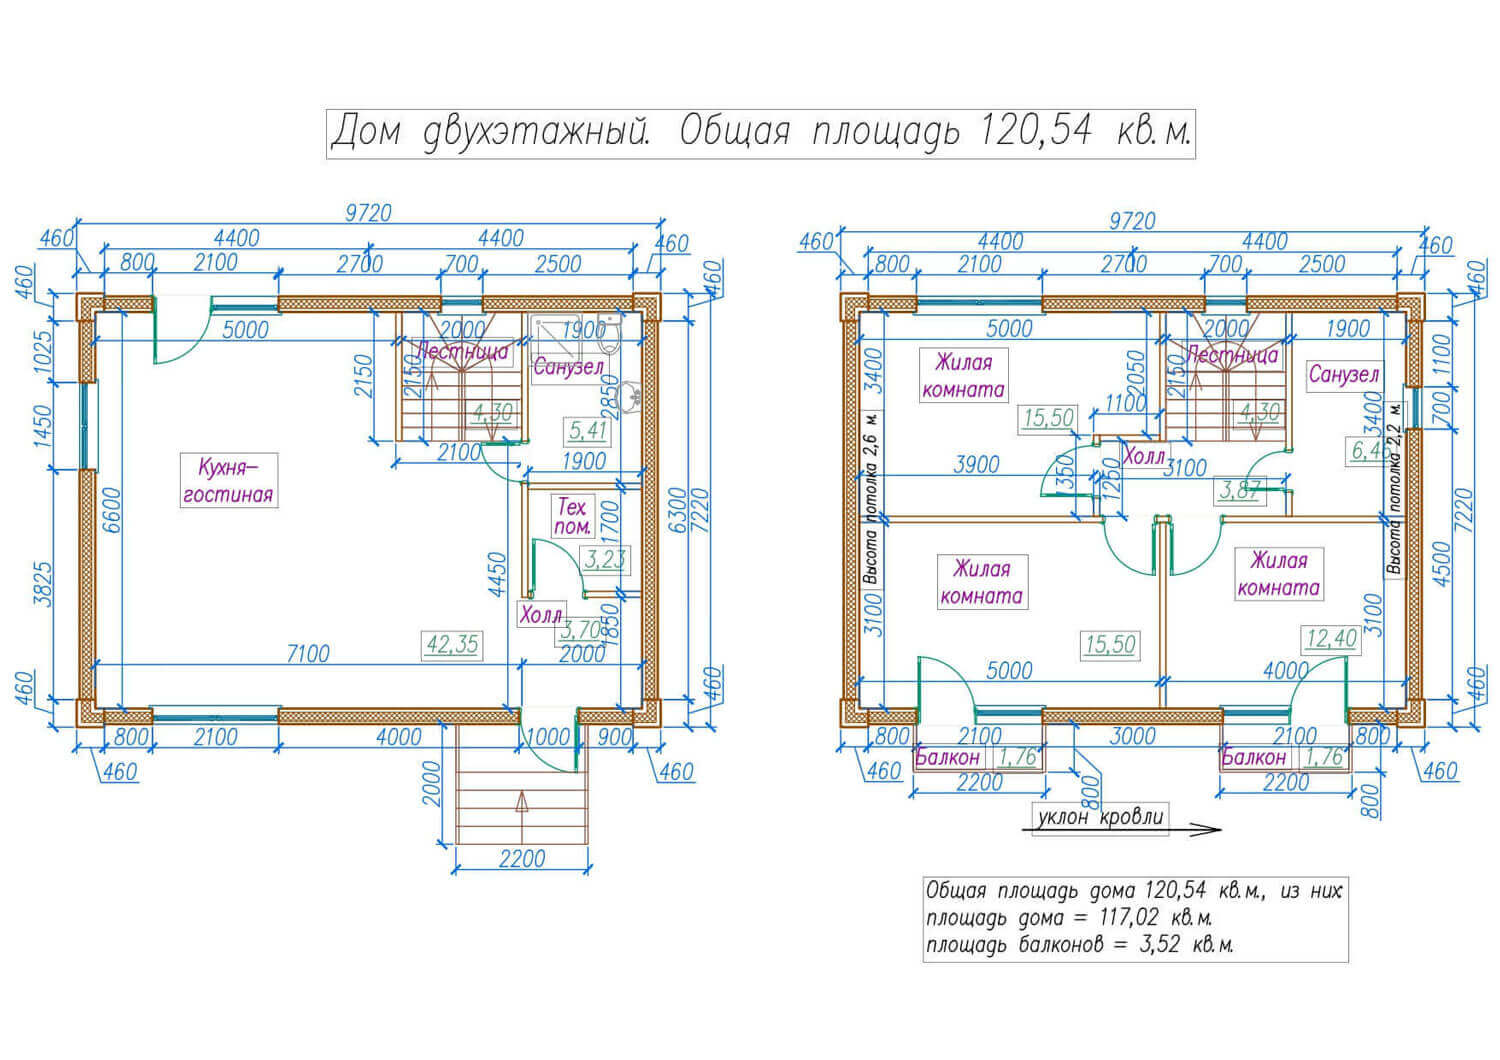 Дом двухэтажный. Общая площадь 120,54 кв.м.
9720
460 4400 4400 460
800 2100 2700 700 2500
460 460
5000 2000 1900
1025 2150 2150 Лестница Санузел 2850
4,30 5,41
1450 2100 1900
Кухня-
гостиная
6600 Тех.
пом. 1700 6300 7220
3,23
3825 4450
Холл
3,70 1850
42,35
7100 2000
460 460
800 2100 4000 1000 900
460 460
2000
2200
9720
460 4400 4400 460
800 2100 2700 700 2500
460
5000 2000 1900
3400 Жилая
комната 2050 2150 Лестница Санузел 1100
1100 15,50 4,30 3400 700
Высота потолка 2,6 м. Высота потолка 2,2 м.
Холл 6,46
3900 1350 1250 3100
3,87 7220
Жилая
комната
Жилая
комната
3100 3100 4500
15,50 12,40
5000 4000
460
800 2100 3000 2100 800
460 Балкон 1,76 Балкон 1,76 460
2200 800 2200 800
уклон кровли
Общая площадь дома 120,54 кв.м., из них
площадь дома = 117,02 кв.м.
площадь балконов = 3,52 кв.м.